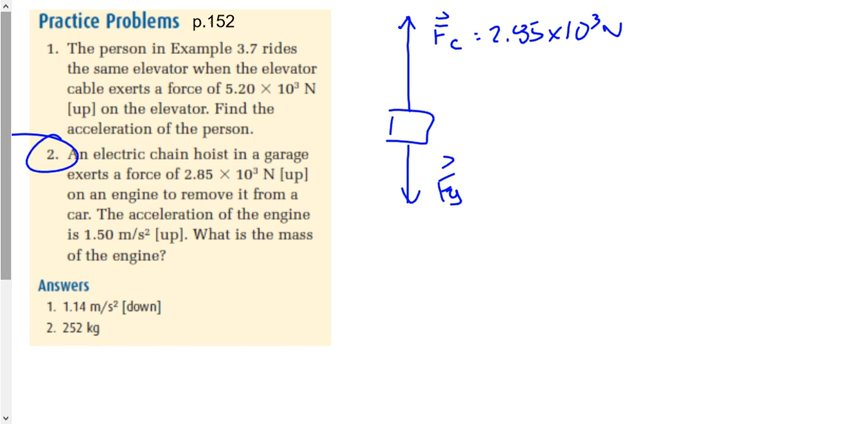 Practice Problems p.152
1. The person in Example 3.7 rides
the same elevator when the elevator
cable exerts a force of 5.20 × 10³ N
[up] on the elevator. Find the
acceleration of the person.
2. An electric chain hoist in a garage
exerts a force of 2.85 × 10³ N [up]
on an engine to remove it from a
car. The acceleration of the engine
is 1.50 m/s² [up]. What is the mass
of the engine?
Answers
1. 1.14 m/s² [down]
2. 252 kg
F⃗c = 2.85×10³N
F⃗g